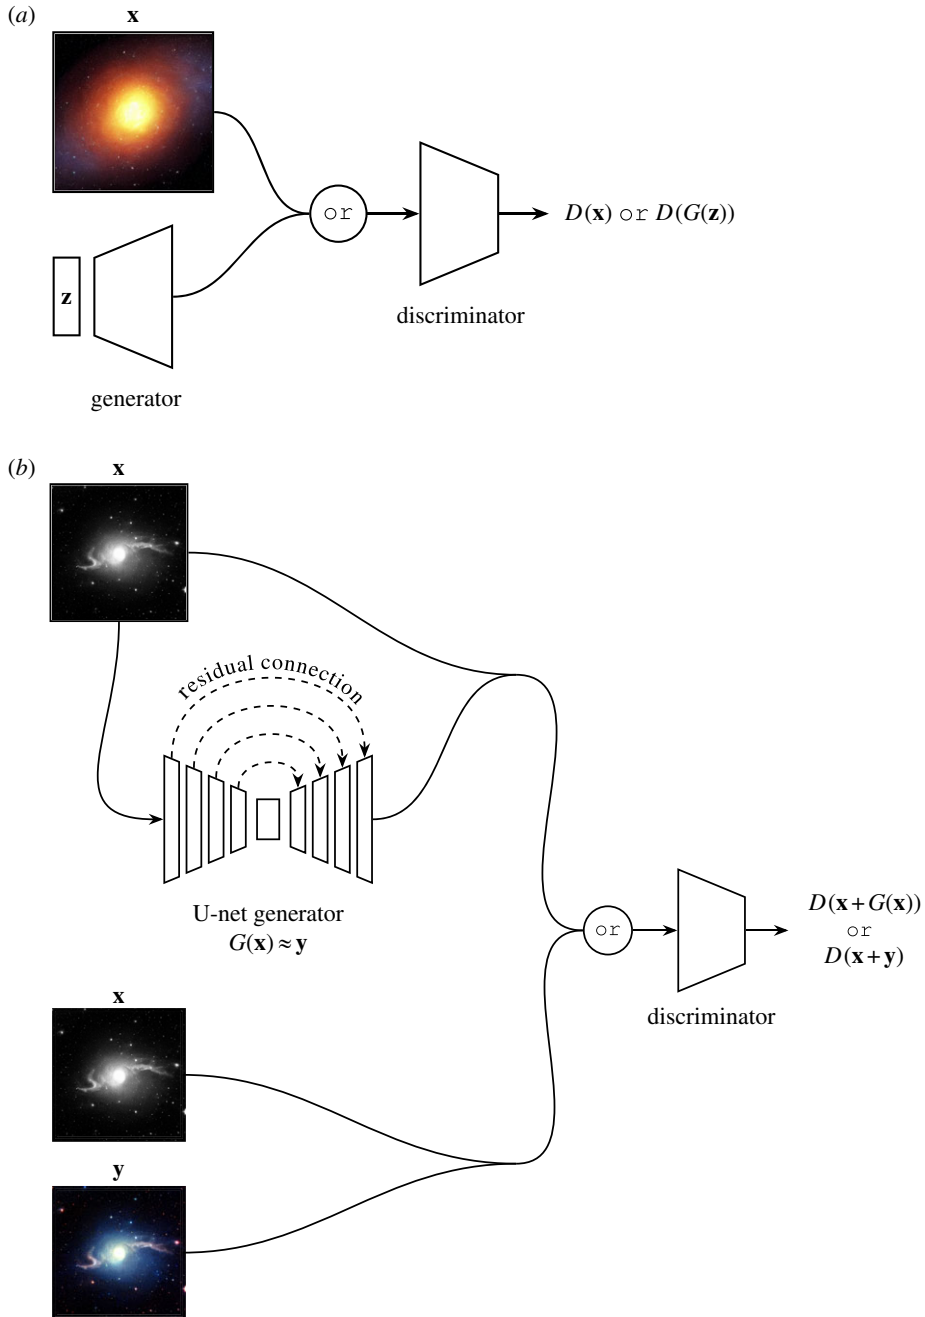 (a)
x
z
or
D(x) or D(G(z))
discriminator
generator
(b)
x
residual connection
U-net generator
G(x) ≈ y
or
D(x + G(x))
or
D(x + y)
discriminator
x
y